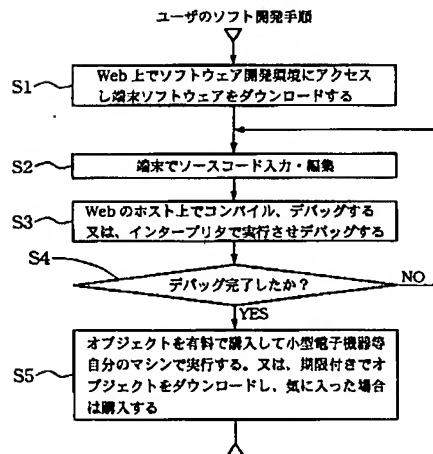 ユーザのソフト開発手順
S1
Web上でソフトウェア開発環境にアクセス
し端末ソフトウェアをダウンロードする
S2
端末でソースコード入力・編集
S3
Webのホスト上でコンパイル、デバッグする
又は、インタープリタで実行させデバッグする
S4
デバッグ完了したか？
NO
YES
S5
オブジェクトを有料で購入して小型電子機器等
自分のマシンで実行する。又は、期限付きでオ
ブジェクトをダウンロードし、気に入った場合
は購入する